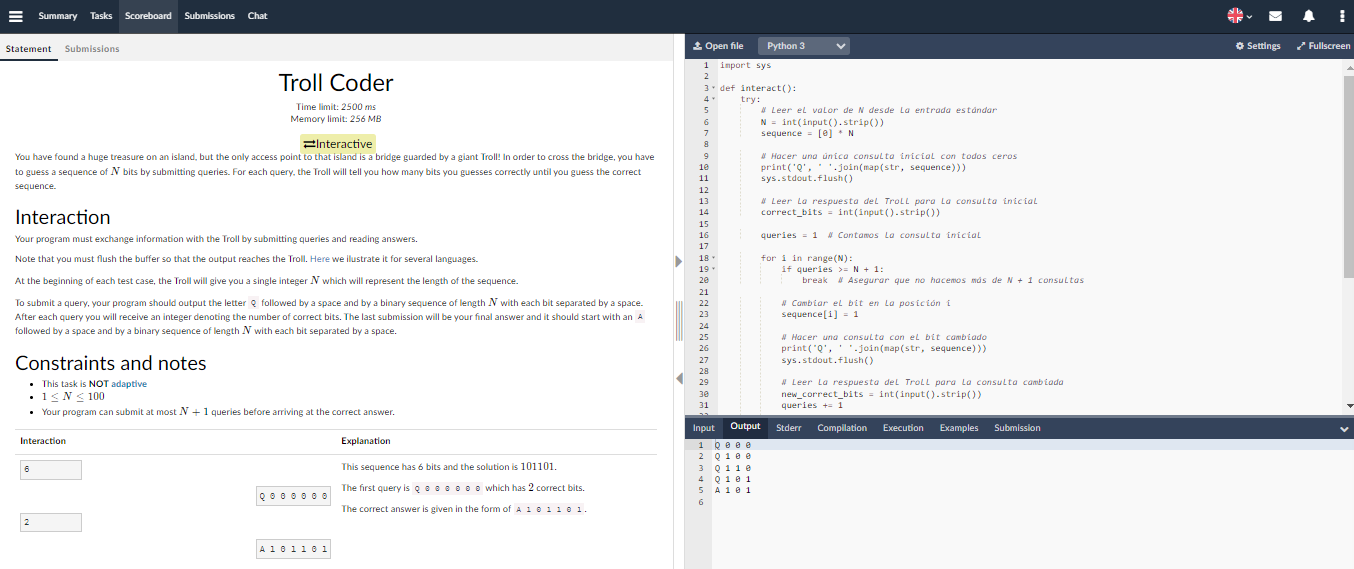 Summary Tasks Scoreboard Submissions Chat
Statement Submissions
Troll Coder
Time limit: 2500 ms
Memory limit: 256 MB
⇄Interactive
You have found a huge treasure on an island, but the only access point to that island is a bridge guarded by a giant Troll! In order to cross the bridge, you have
to guess a sequence of N bits by submitting queries. For each query, the Troll will tell you how many bits you guesses correctly until you guess the correct
sequence.
Interaction
Your program must exchange information with the Troll by submitting queries and reading answers.
Note that you must flush the buffer so that the output reaches the Troll. Here we ilustrate it for several languages.
At the beginning of each test case, the Troll will give you a single integer N which will represent the length of the sequence.
To submit a query, your program should output the letter Q followed by a space and by a binary sequence of length N with each bit separated by a space.
After each query you will receive an integer denoting the number of correct bits. The last submission will be your final answer and it should start with an A
followed by a space and by a binary sequence of length N with each bit separated by a space.
Constraints and notes
• This task is NOT adaptive
• 1 ≤ N ≤ 100
• Your program can submit at most N + 1 queries before arriving at the correct answer.
Interaction Explanation
6
Q 0 0 0 0 0 0
2
A 1 0 1 1 0 1
This sequence has 6 bits and the solution is 101101.
The first query is Q 0 0 0 0 0 0 which has 2 correct bits.
The correct answer is given in the form of A 1 0 1 1 0 1.
Open file Python 3 Settings Fullscreen
1 import sys
2
3 def interact():
4 try:
5 # Leer el valor de N desde la entrada estándar
6 N = int(input().strip())
7 sequence = [0] * N
8
9 # Hacer una única consulta inicial con todos ceros
10 print('Q', ' '.join(map(str, sequence)))
11 sys.stdout.flush()
12
13 # Leer la respuesta del Troll para la consulta inicial
14 correct_bits = int(input().strip())
15
16 queries = 1 # Contamos la consulta inicial
17
18 for i in range(N):
19 if queries >= N + 1:
20 break # Asegurar que no hacemos más de N + 1 consultas
21
22 # Cambiar el bit en la posición i
23 sequence[i] = 1
24
25 # Hacer una consulta con el bit cambiado
26 print('Q', ' '.join(map(str, sequence)))
27 sys.stdout.flush()
28
29 # Leer la respuesta del Troll para la consulta cambiada
30 new_correct_bits = int(input().strip())
31 queries += 1
Input Output Stderr Compilation Execution Examples Submission
1 Q 0 0 0
2 Q 1 0 0
3 Q 1 1 0
4 Q 1 0 1
5 A 1 0 1
6